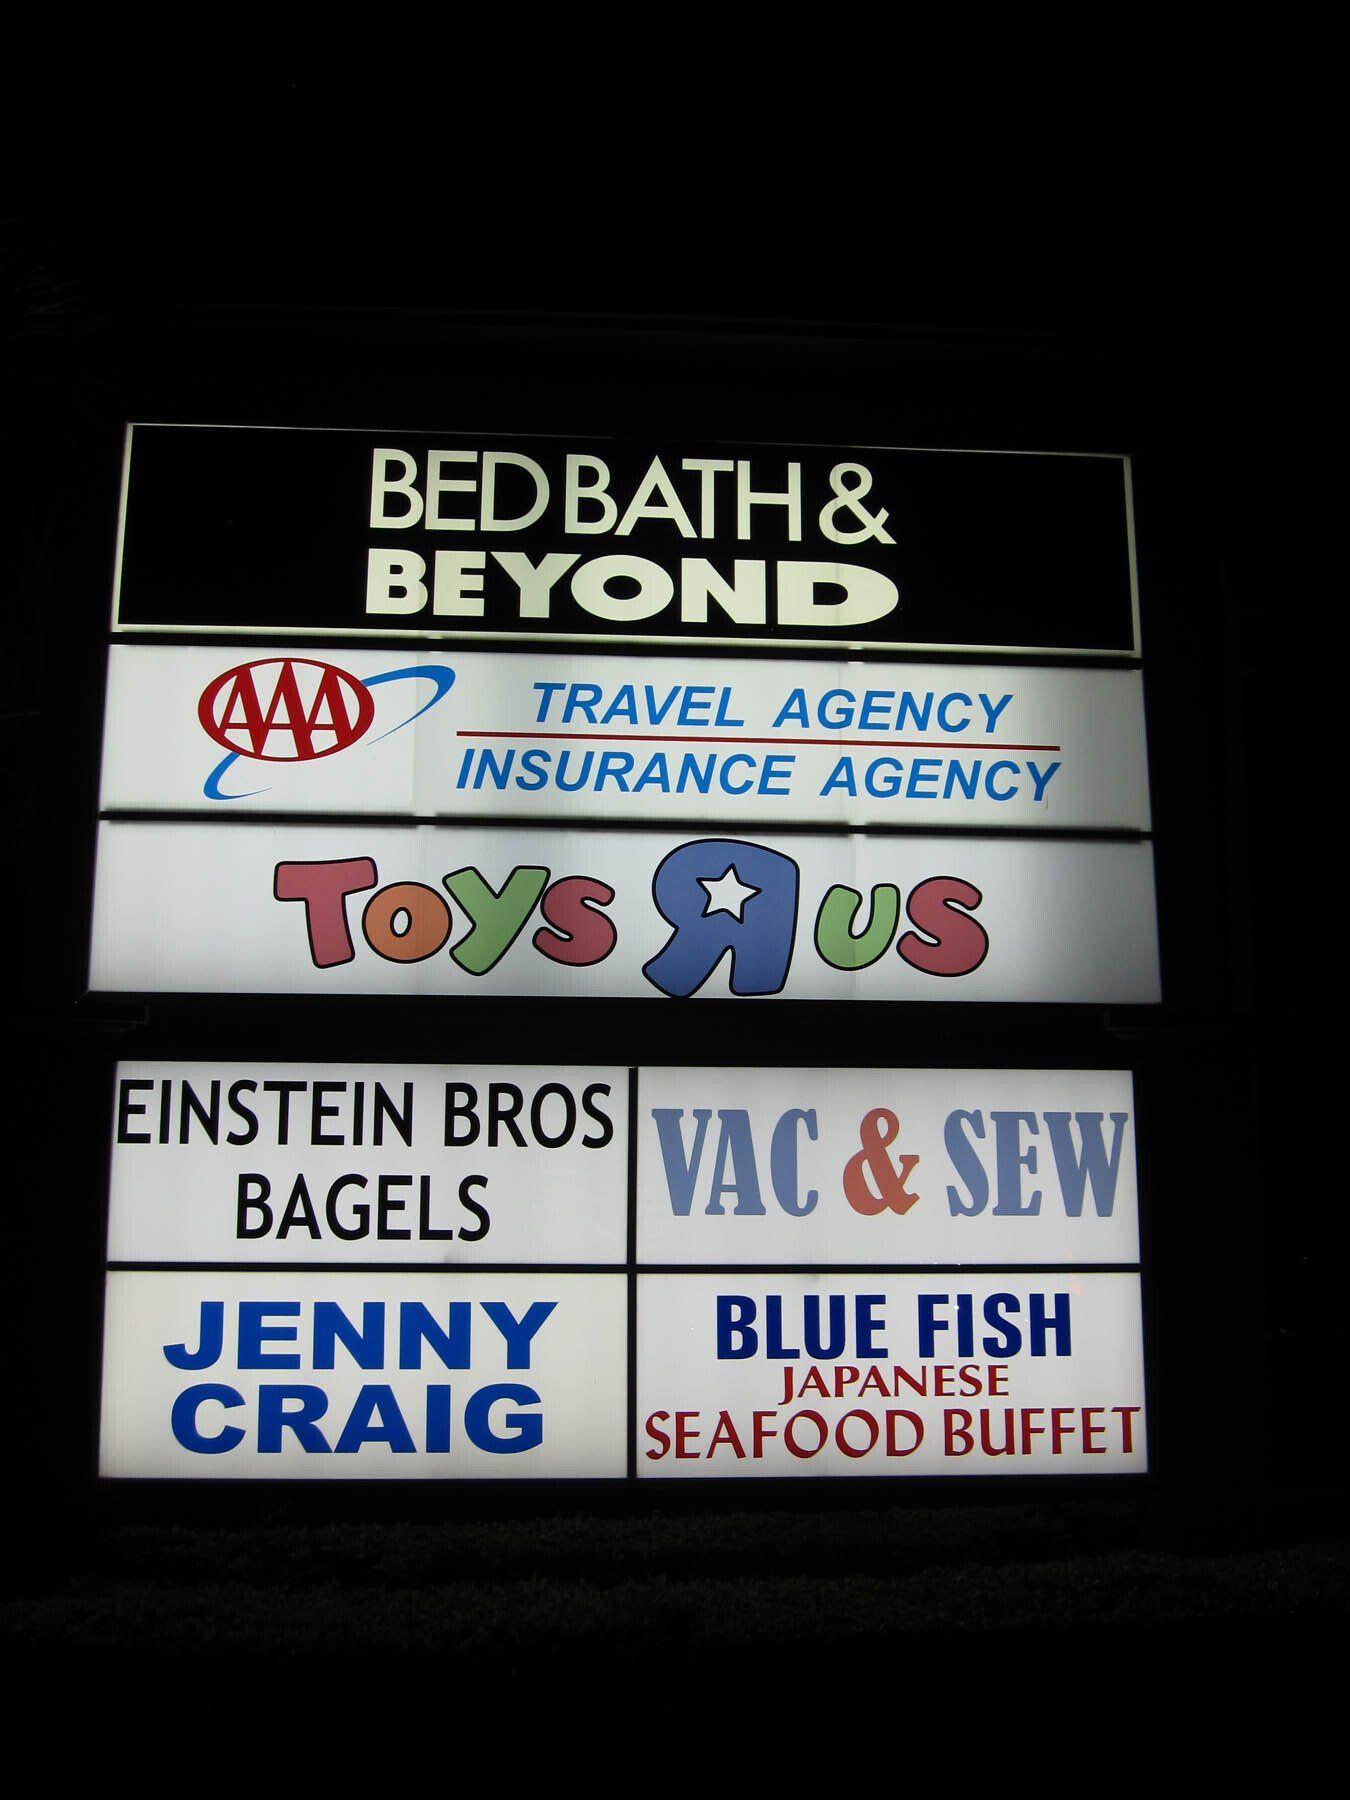 BED BATH &
BEYOND
AAA
TRAVEL AGENCY
INSURANCE AGENCY
TOYS R US
EINSTEIN BROS
BAGELS
VAC & SEW
JENNY
CRAIG
BLUE FISH
JAPANESE
SEAFOOD BUFFET